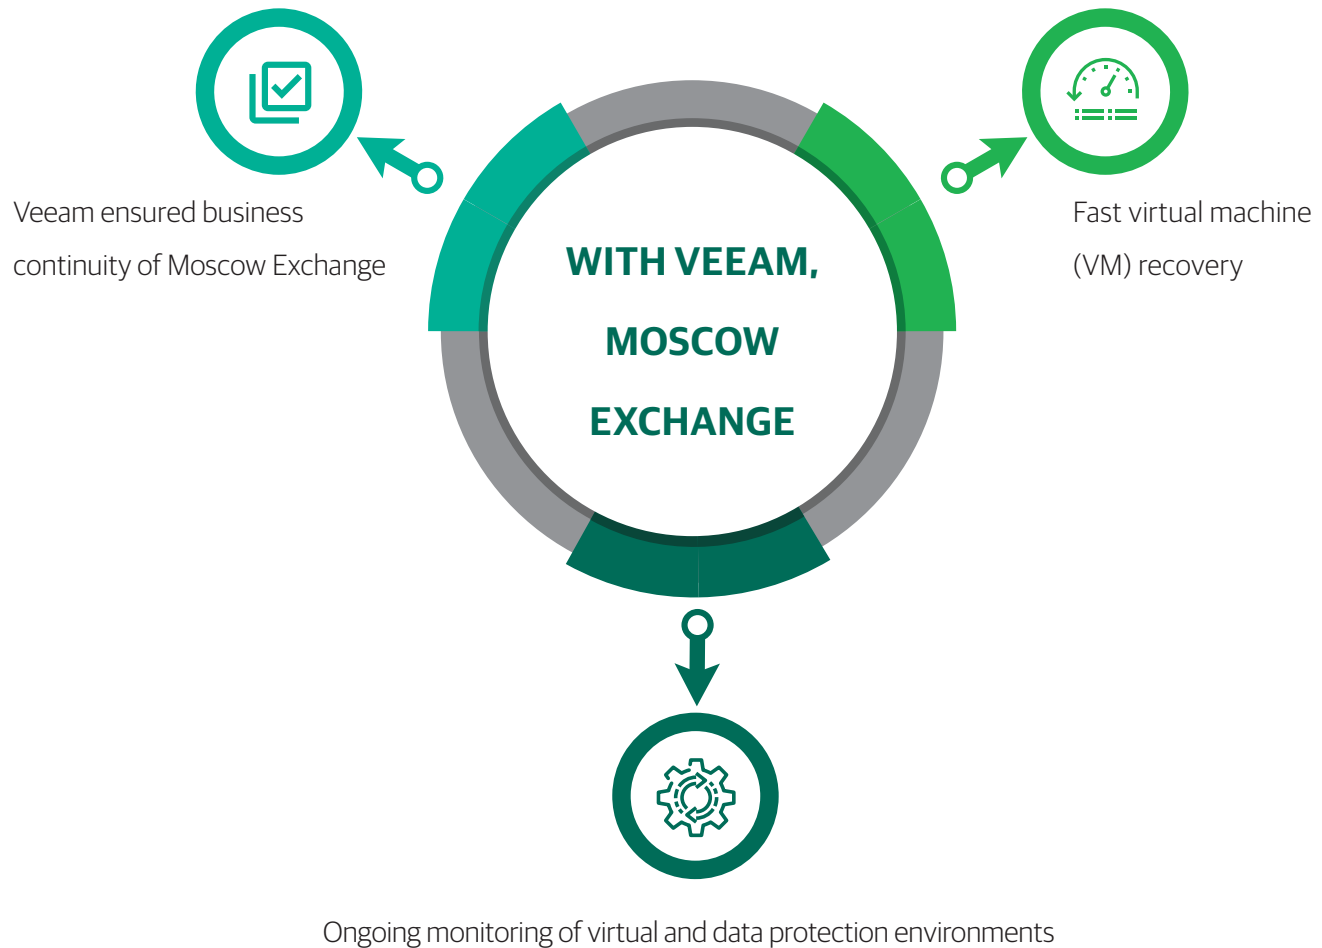 Veeam ensured business
continuity of Moscow Exchange
WITH VEEAM,
MOSCOW
EXCHANGE
Fast virtual machine
(VM) recovery
Ongoing monitoring of virtual and data protection environments